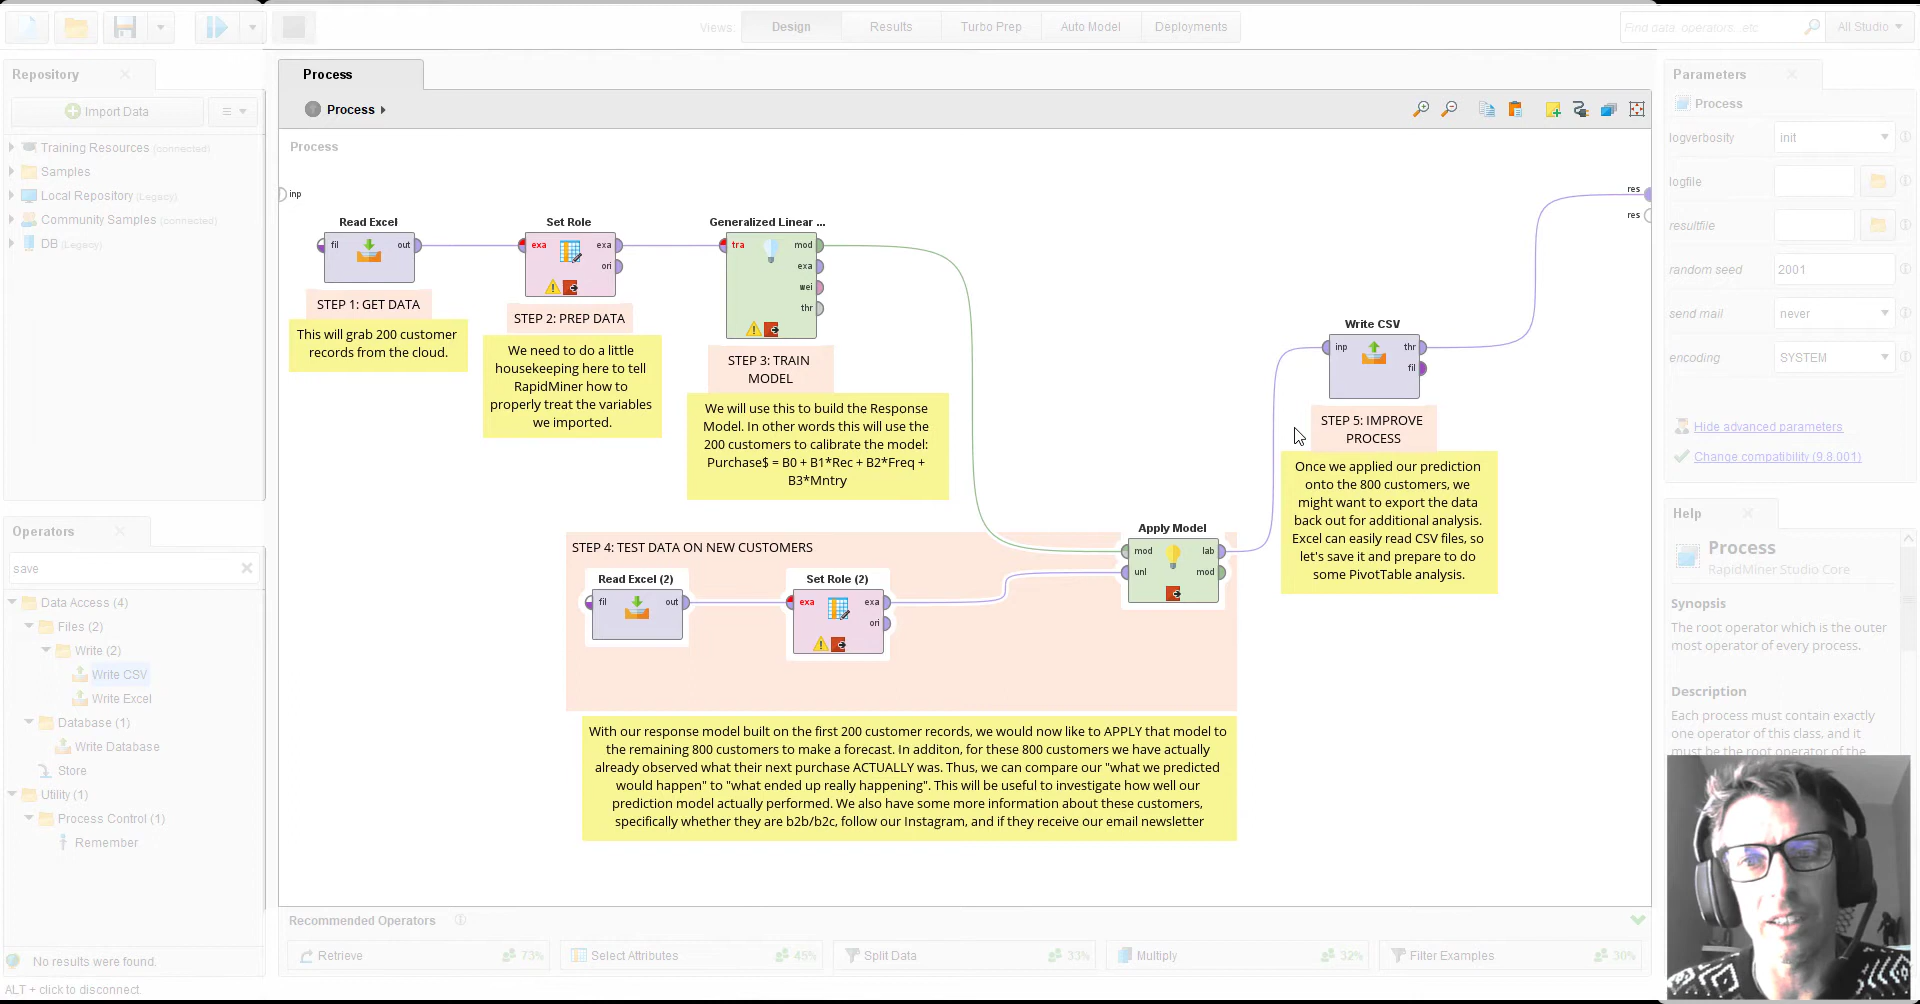 Views:
Design
Results
Turbo Prep
Auto Model
Deployments
Find data, operators...etc
All Studio
Repository
Import Data
Training Resources (connected)
Samples
Local Repository (Legacy)
Community Samples (connected)
DB (Legacy)
Operators
save
Data Access (4)
Files (2)
Write (2)
Write CSV
Write Excel
Database (1)
Write Database
Store
Utility (1)
Process Control (1)
Remember
No results were found.
ALT + click to disconnect.
Process
Process
Process
inp
Read Excel
fil
out
STEP 1: GET DATA
This will grab 200 customer
records from the cloud.
Set Role
exa
exa
ori
STEP 2: PREP DATA
We need to do a little
housekeeping here to tell
RapidMiner how to
properly treat the variables
we imported.
Generalized Linear ...
tra
mod
exa
wei
thr
STEP 3: TRAIN
MODEL
We will use this to build the Response
Model. In other words this will use the
200 customers to calibrate the model:
Purchase$ = B0 + B1*Rec + B2*Freq +
B3*Mntry
STEP 4: TEST DATA ON NEW CUSTOMERS
Read Excel (2)
fil
out
Set Role (2)
exa
exa
ori
Apply Model
mod
lab
unl
mod
With our response model built on the first 200 customer records, we would now like to APPLY that model to
the remaining 800 customers to make a forecast. In additon, for these 800 customers we have actually
already observed what their next purchase ACTUALLY was. Thus, we can compare our "what we predicted
would happen" to "what ended up really happening". This will be useful to investigate how well our
prediction model actually performed. We also have some more information about these customers,
specifically whether they are b2b/b2c, follow our Instagram, and if they receive our email newsletter
Write CSV
inp
thr
fil
STEP 5: IMPROVE
PROCESS
Once we applied our prediction
onto the 800 customers, we
might want to export the data
back out for additional analysis.
Excel can easily read CSV files, so
let's save it and prepare to do
some PivotTable analysis.
res
res
Recommended Operators
Retrieve
73%
Select Attributes
45%
Split Data
33%
Multiply
32%
Filter Examples
30%
Parameters
Process
logverbosity
init
logfile
resultfile
random seed
2001
send mail
never
encoding
SYSTEM
Hide advanced parameters
Change compatibility (9.8.001)
Help
Process
RapidMiner Studio Core
Synopsis
The root operator which is the outer
most operator of every process.
Description
Each process must contain exactly
one operator of this class, and it
must be the root operator of the